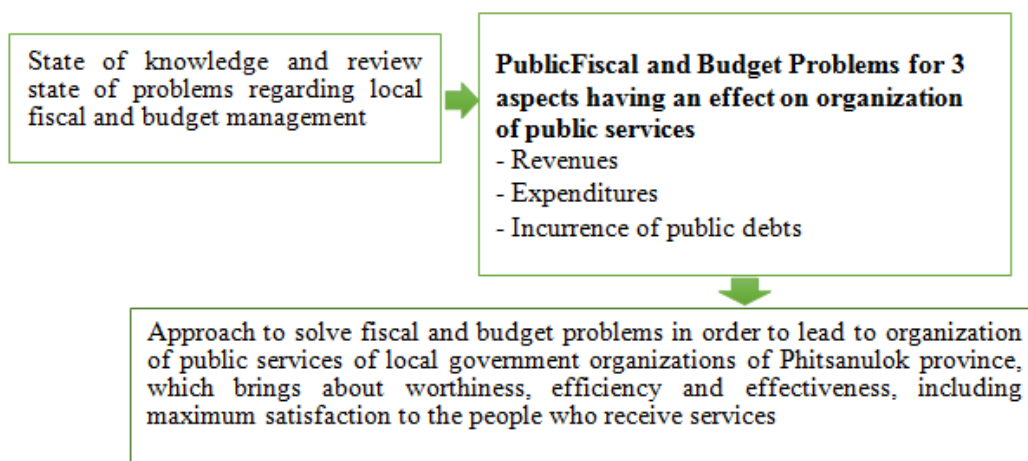 State of knowledge and review
state of problems regarding local
fiscal and budget management
PublicFiscal and Budget Problems for 3
aspects having an effect on organization
of public services
- Revenues
- Expenditures
- Incurrence of public debts
Approach to solve fiscal and budget problems in order to lead to organization
of public services of local government organizations of Phitsanulok province,
which brings about worthiness, efficiency and effectiveness, including
maximum satisfaction to the people who receive services